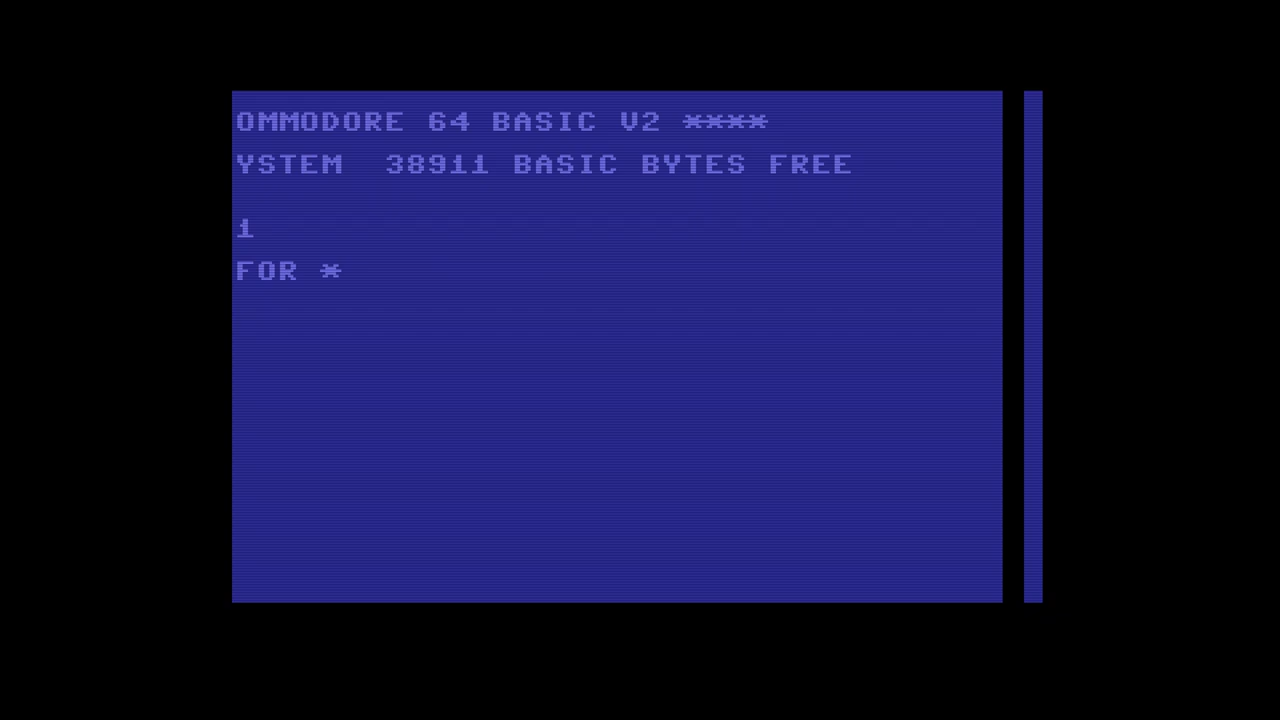 OMMODORE 64 BASIC V2 ****
YSTEM  38911 BASIC BYTES FREE
1
FOR *